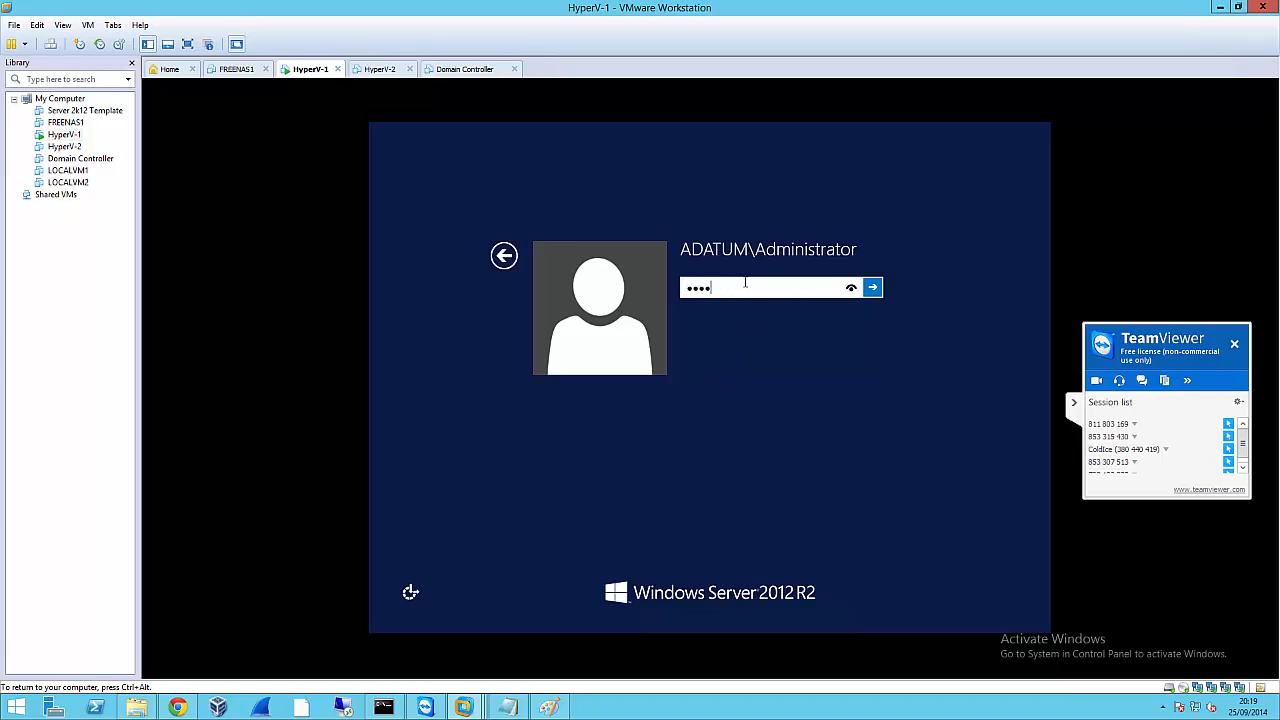 HyperV-1 - VMware Workstation
File Edit View VM Tabs Help
Library
Type here to search
Home FREENAS1 HyperV-1 HyperV-2 Domain Controller
My Computer
Server 2k12 Template
FREENAS1
HyperV-1
HyperV-2
Domain Controller
LOCALVM1
LOCALVM2
Shared VMs
ADATUM\Administrator
TeamViewer
Free license (non-commercial
use only)
Session list
811 803 169
853 315 430
ColdIce (380 440 419)
853 307 513
www.teamviewer.com
Windows Server 2012 R2
Activate Windows
Go to System in Control Panel to activate Windows.
To return to your computer, press Ctrl+Alt.
20:19
25/09/2014